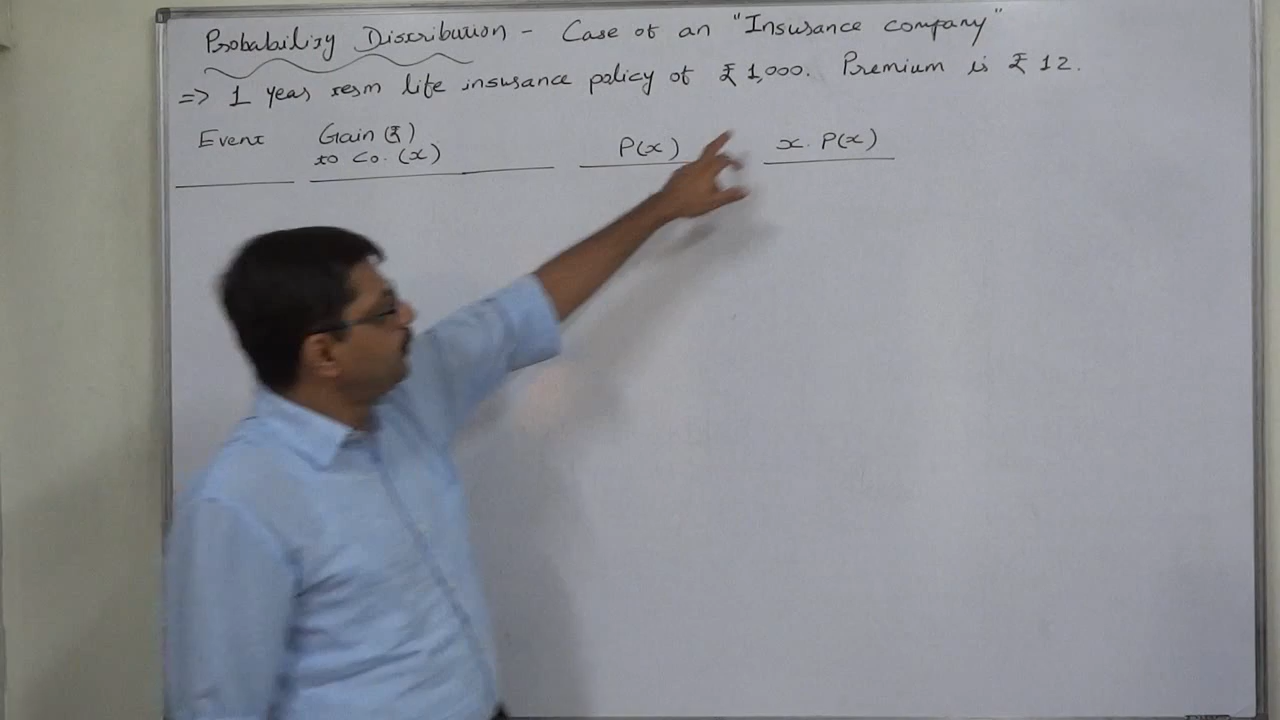 Probability Distribution - Case of an "Insurance company"
=> 1 year term life insurance policy of ₹ 1,000. Premium is ₹ 12.
Event Gain (₹) to Co. (x) P(x) x. P(x)